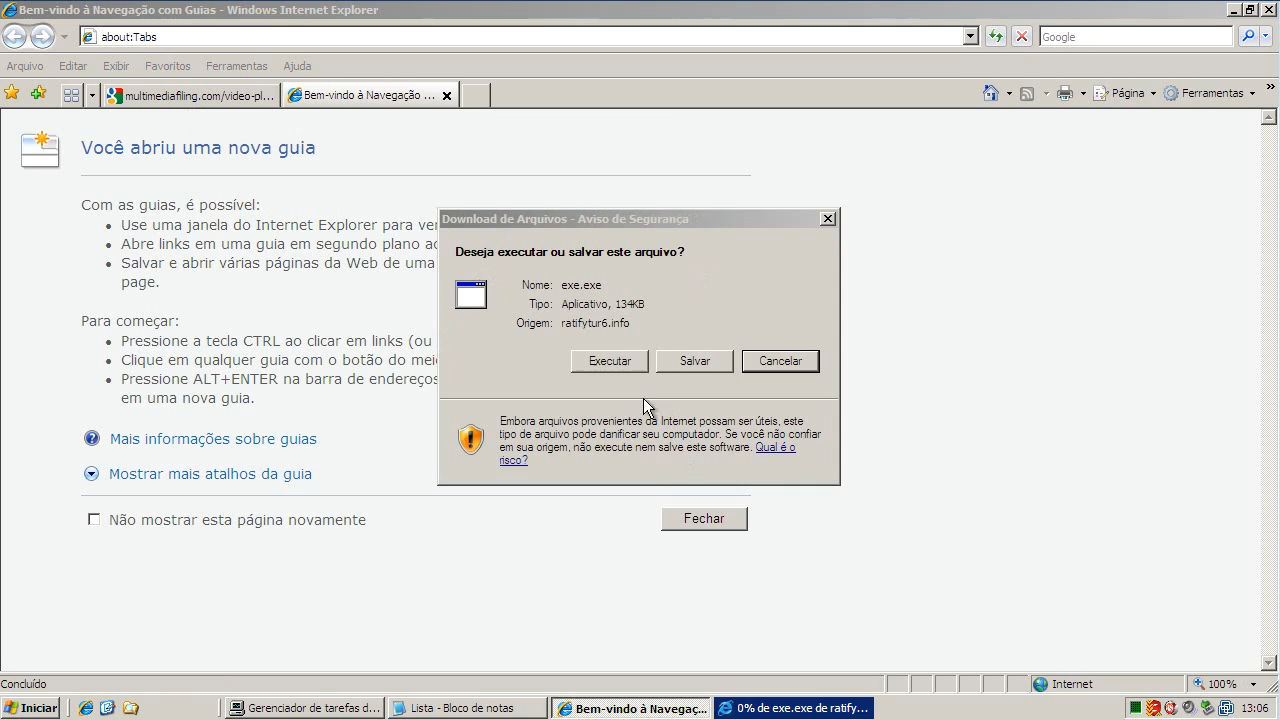 Bem-vindo à Navegação com Guias - Windows Internet Explorer
about:Tabs
Google
Arquivo Editar Exibir Favoritos Ferramentas Ajuda
multimediafiling.com/video-pl... Bem-vindo à Navegação ... Página Ferramentas
Você abriu uma nova guia
Com as guias, é possível:
Use uma janela do Internet Explorer para ver
Abre links em uma guia em segundo plano ao
Salvar e abrir várias páginas da Web de uma
page.
Para começar:
Pressione a tecla CTRL ao clicar em links (ou
Clique em qualquer guia com o botão do mei
Pressione ALT+ENTER na barra de endereços
em uma nova guia.
Mais informações sobre guias
Mostrar mais atalhos da guia
Não mostrar esta página novamente
Fechar
Download de Arquivos - Aviso de Segurança
Deseja executar ou salvar este arquivo?
Nome: exe.exe
Tipo: Aplicativo, 134KB
Origem: ratifytur6.info
Executar Salvar Cancelar
Embora arquivos provenientes da Internet possam ser úteis, este
tipo de arquivo pode danificar seu computador. Se você não confiar
em sua origem, não execute nem salve este software. Qual é o
risco?
Concluído
Internet
100%
Iniciar
Gerenciador de tarefas d...
Lista - Bloco de notas
Bem-vindo à Navegaç...
0% de exe.exe de ratify...
13:06